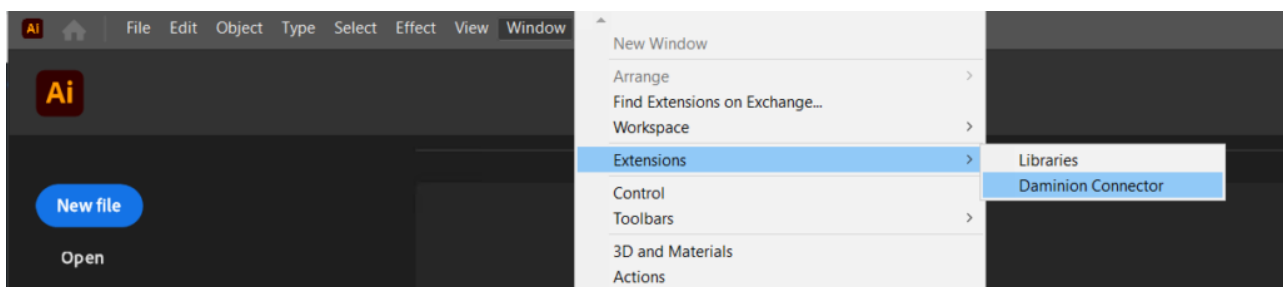 Ai File Edit Object Type Select Effect View Window
Ai
New file
Open
New Window
Arrange
Find Extensions on Exchange...
Workspace
Extensions
Control
Toolbars
3D and Materials
Actions
Libraries
Daminion Connector